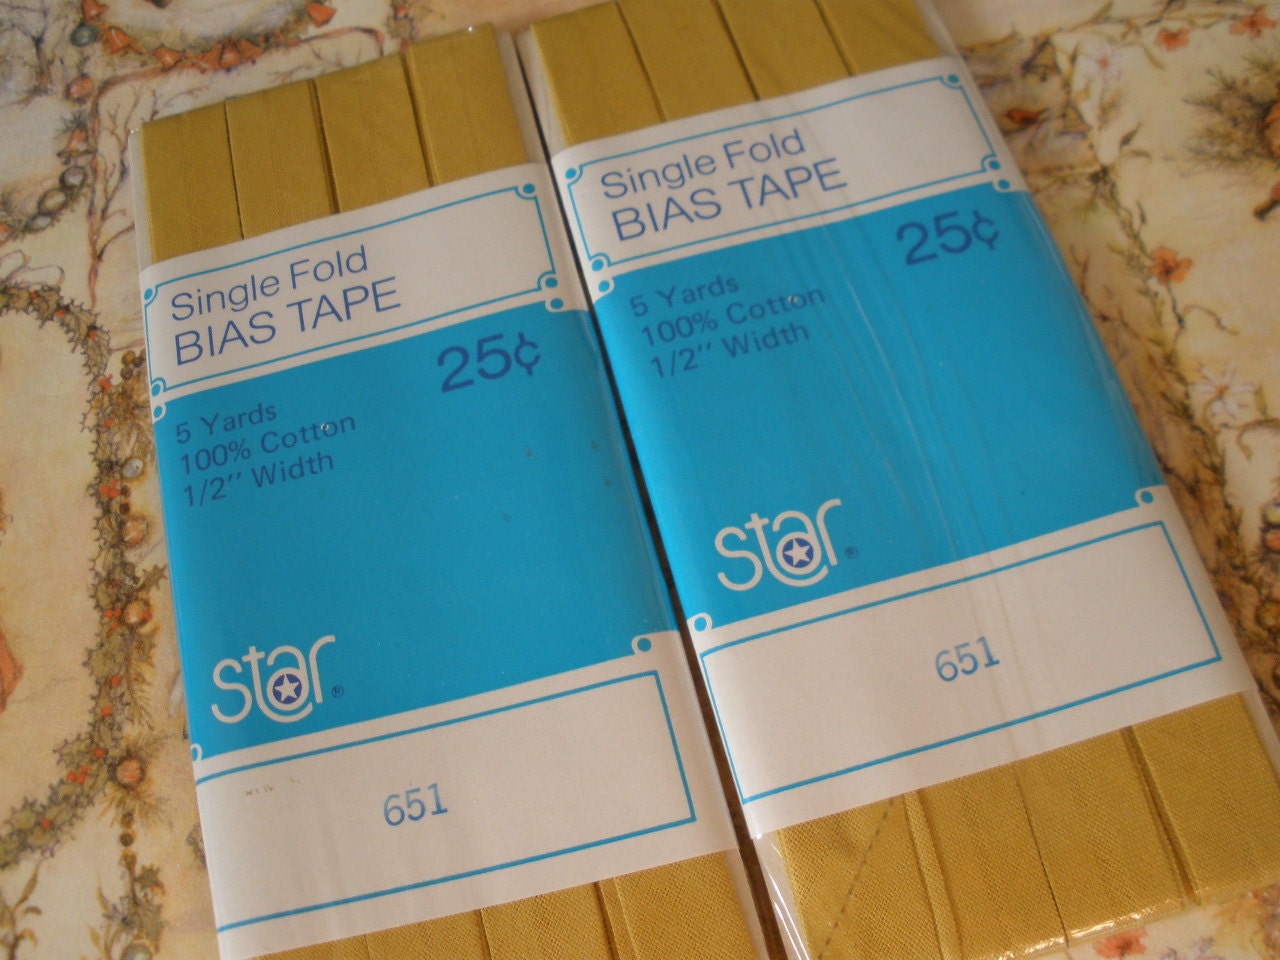 Single Fold
BIAS TAPE
25¢
5 Yards
100% Cotton
1/2" Width
star®
651
Single Fold
BIAS TAPE
25¢
5 Yards
100% Cotton
1/2" Width
star®
651